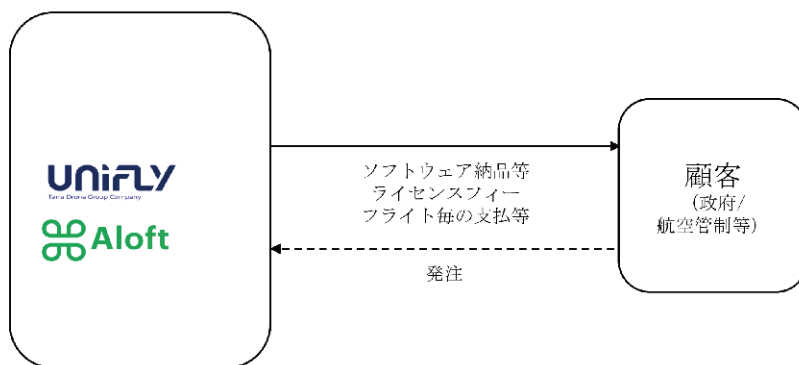 UNIFLY
Terra Drone Group Company
Aloft
ソフトウェア納品等
ライセンスフィー
フライト毎の支払等
発注
顧客
（政府/
航空管制等）